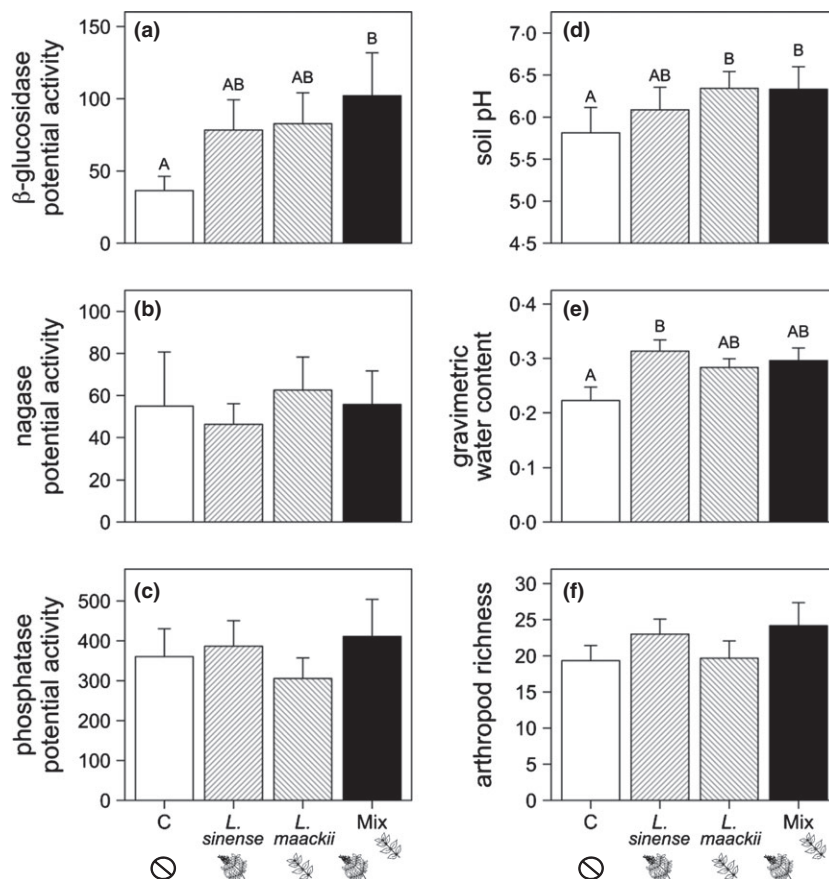 (a)
β-glucosidase
potential activity
150
100
50
0
A
AB
AB
B
(b)
nagase
potential activity
100
80
60
40
20
0
(c)
phosphatase
potential activity
500
400
300
200
100
0
C
L.
sinense
L.
maackii
Mix
(d)
soil pH
7·0
6·5
6·0
5·5
5·0
4·5
A
AB
B
B
(e)
gravimetric
water content
0·4
0·3
0·2
0·1
0·0
A
B
AB
AB
(f)
arthropod richness
30
25
20
15
10
5
0
C
L.
sinense
L.
maackii
Mix